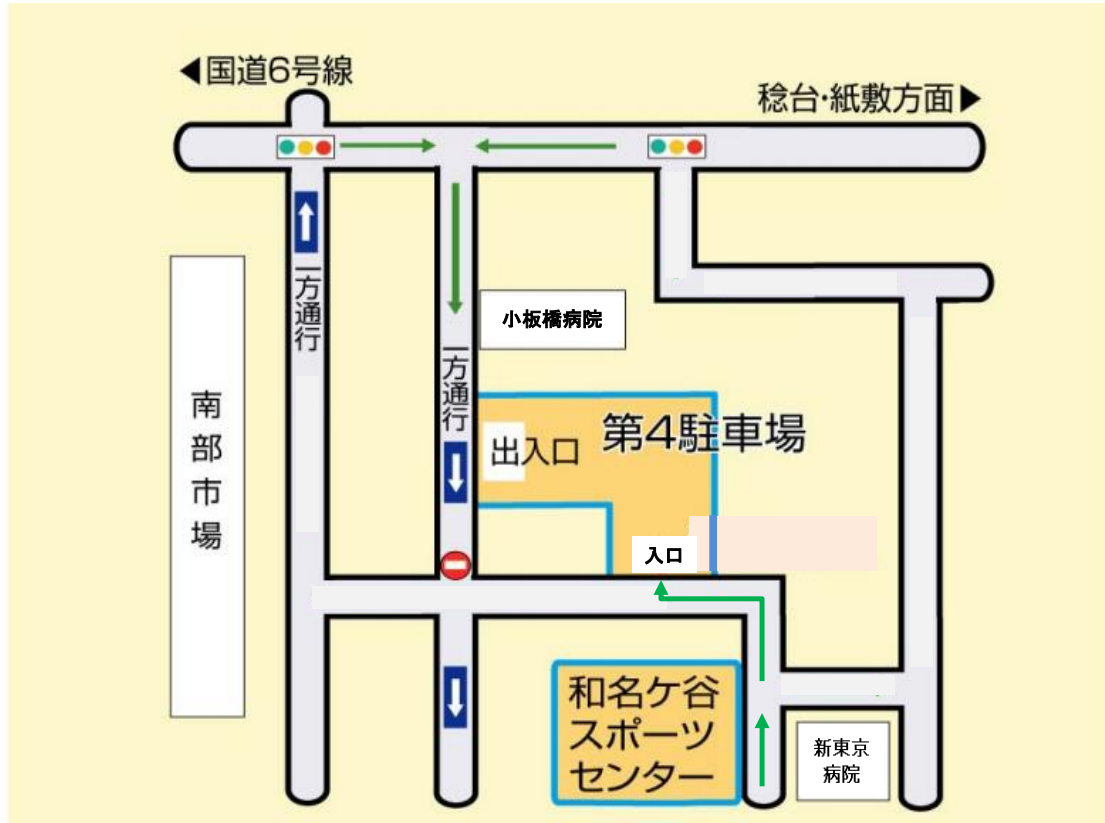 ◀国道6号線
稔台・紙敷方面▶
一方通行
小板橋病院
一方通行
南部市場
第4駐車場
出入口
入口
和名ケ谷
スポーツ
センター
新東京
病院